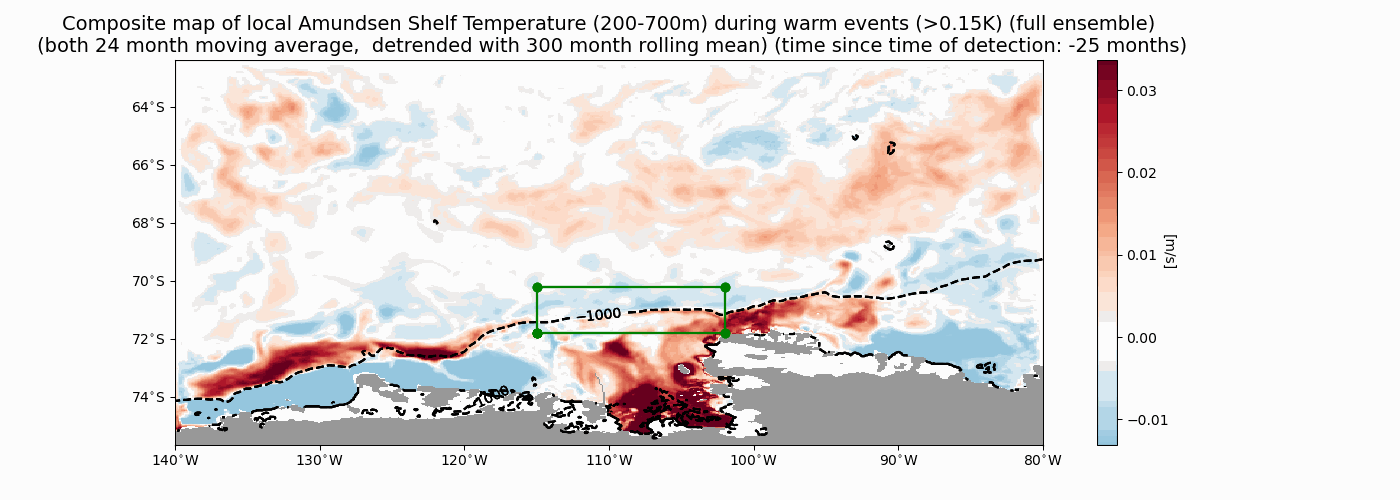 Composite map of local Amundsen Shelf Temperature (200-700m) during warm events (>0.15K) (full ensemble)
(both 24 month moving average,  detrended with 300 month rolling mean) (time since time of detection: -25 months)
64°S
66°S
68°S
70°S
72°S
74°S
−1000
140°W
130°W
120°W
110°W
100°W
90°W
80°W
0.03
0.02
0.01
0.00
−0.01
[m/s]